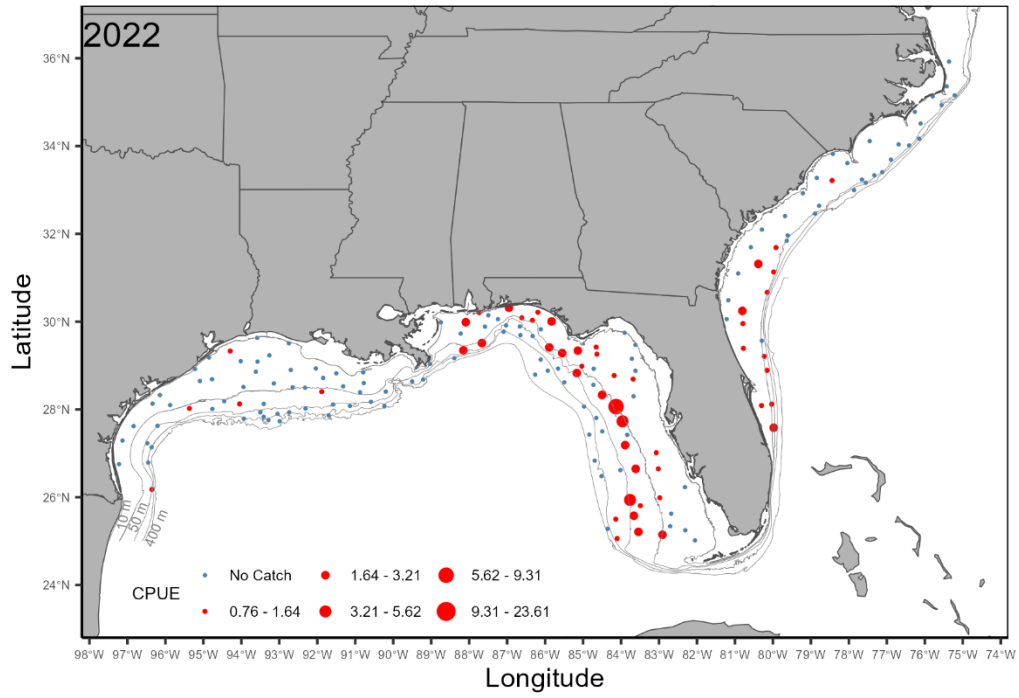 2022
36°N
34°N
32°N
30°N
28°N
26°N
24°N
Latitude
10 m
50 m
400 m
CPUE
No Catch
1.64 - 3.21
5.62 - 9.31
0.76 - 1.64
3.21 - 5.62
9.31 - 23.61
98°W 97°W 96°W 95°W 94°W 93°W 92°W 91°W 90°W 89°W 88°W 87°W 86°W 85°W 84°W 83°W 82°W 81°W 80°W 79°W 78°W 77°W 76°W 75°W 74°W
Longitude